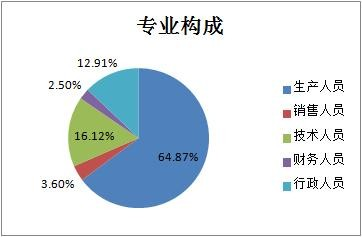 专业构成
12.91%
2.50%
16.12%
64.87%
3.60%
生产人员
销售人员
技术人员
财务人员
行政人员